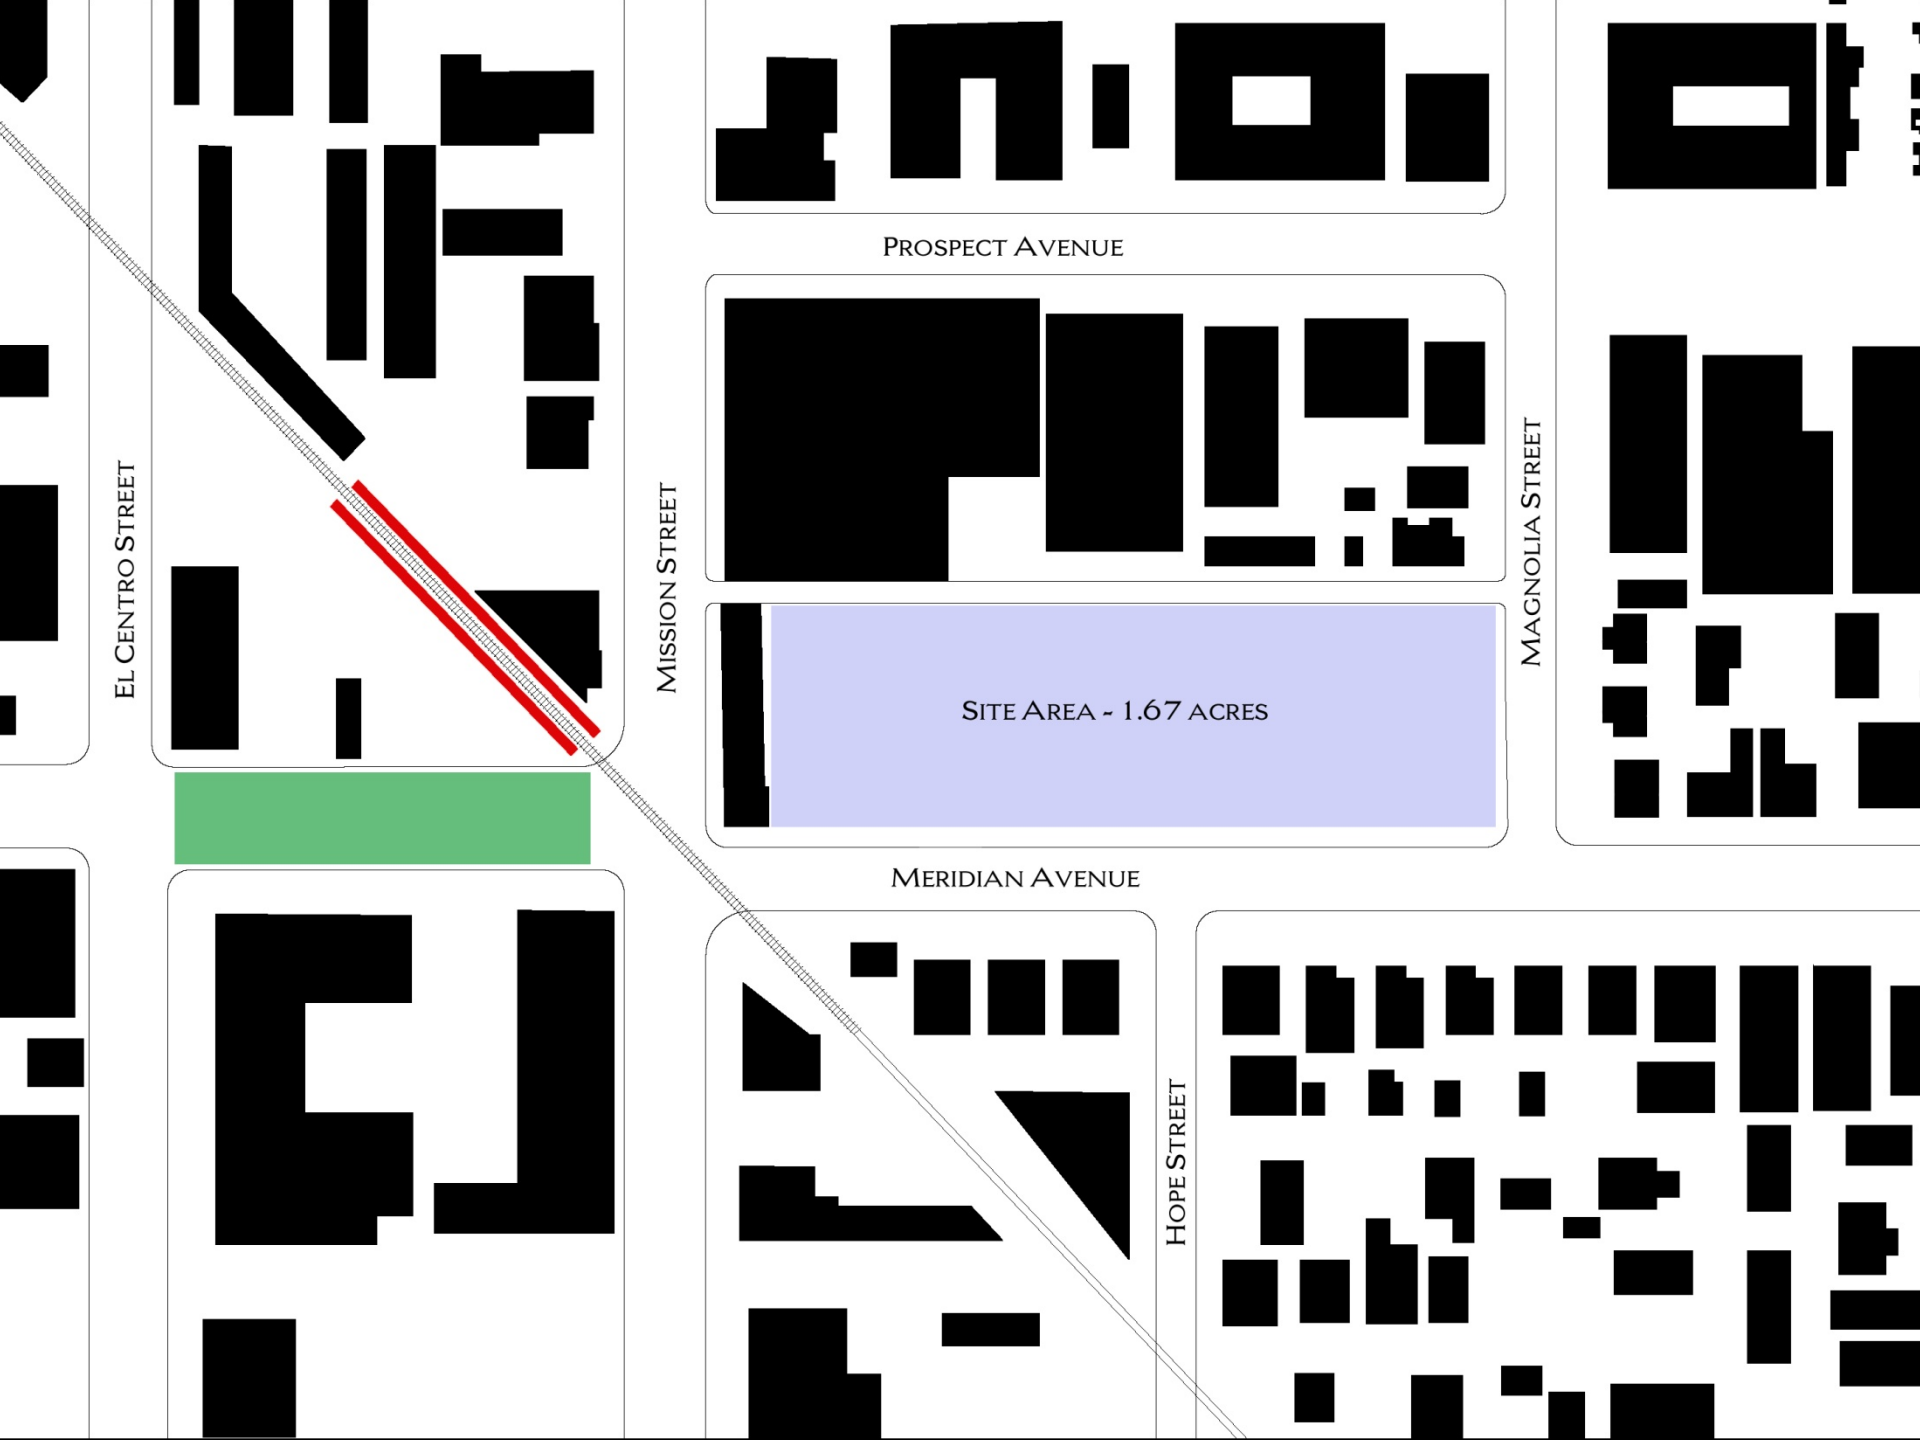 PROSPECT AVENUE
EL CENTRO STREET
MISSION STREET
MAGNOLIA STREET
SITE AREA - 1.67 ACRES
MERIDIAN AVENUE
HOPE STREET